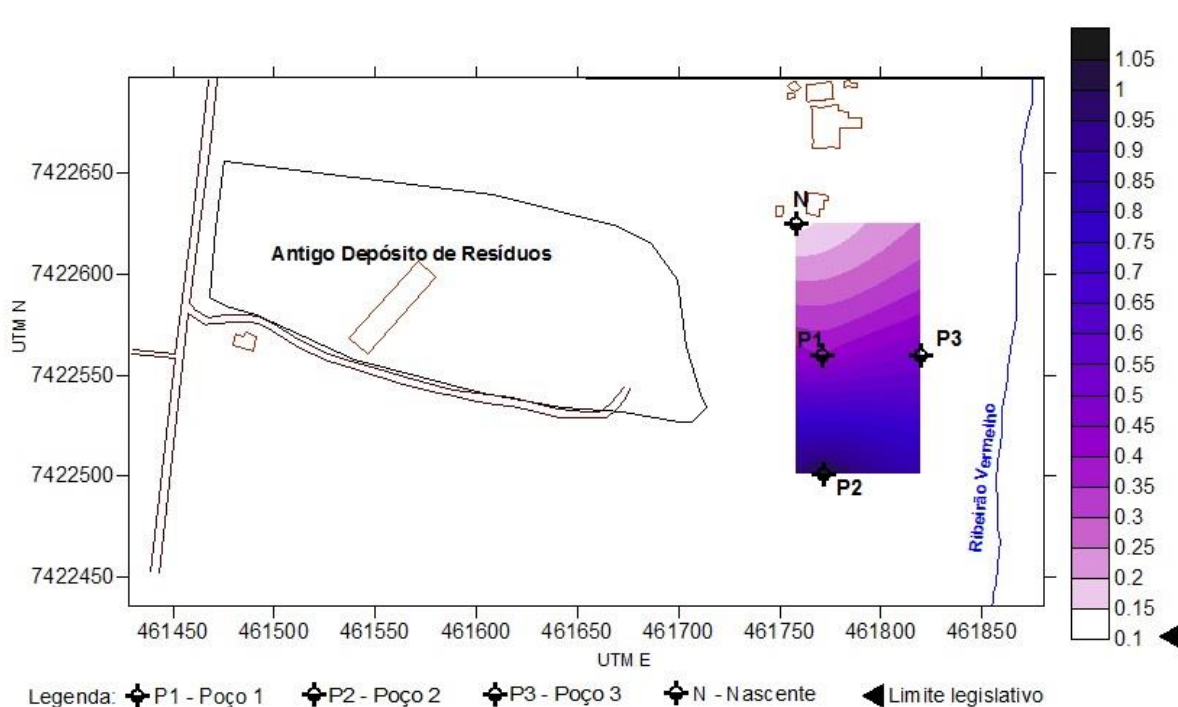 1.05
1
0.95
0.9
0.85
0.8
0.75
0.7
0.65
0.6
0.55
0.5
0.45
0.4
0.35
0.3
0.25
0.2
0.15
0.1
7422650
7422600
7422550
7422500
7422450
UTM N
N
Antigo Depósito de Resíduos
P1
P3
P2
Ribeirão Vermelho
461450 461500 461550 461600 461650 461700 461750 461800 461850
UTM E
Legenda: P1 - Poço 1 P2 - Poço 2 P3 - Poço 3 N - Nascente Limite legislativo